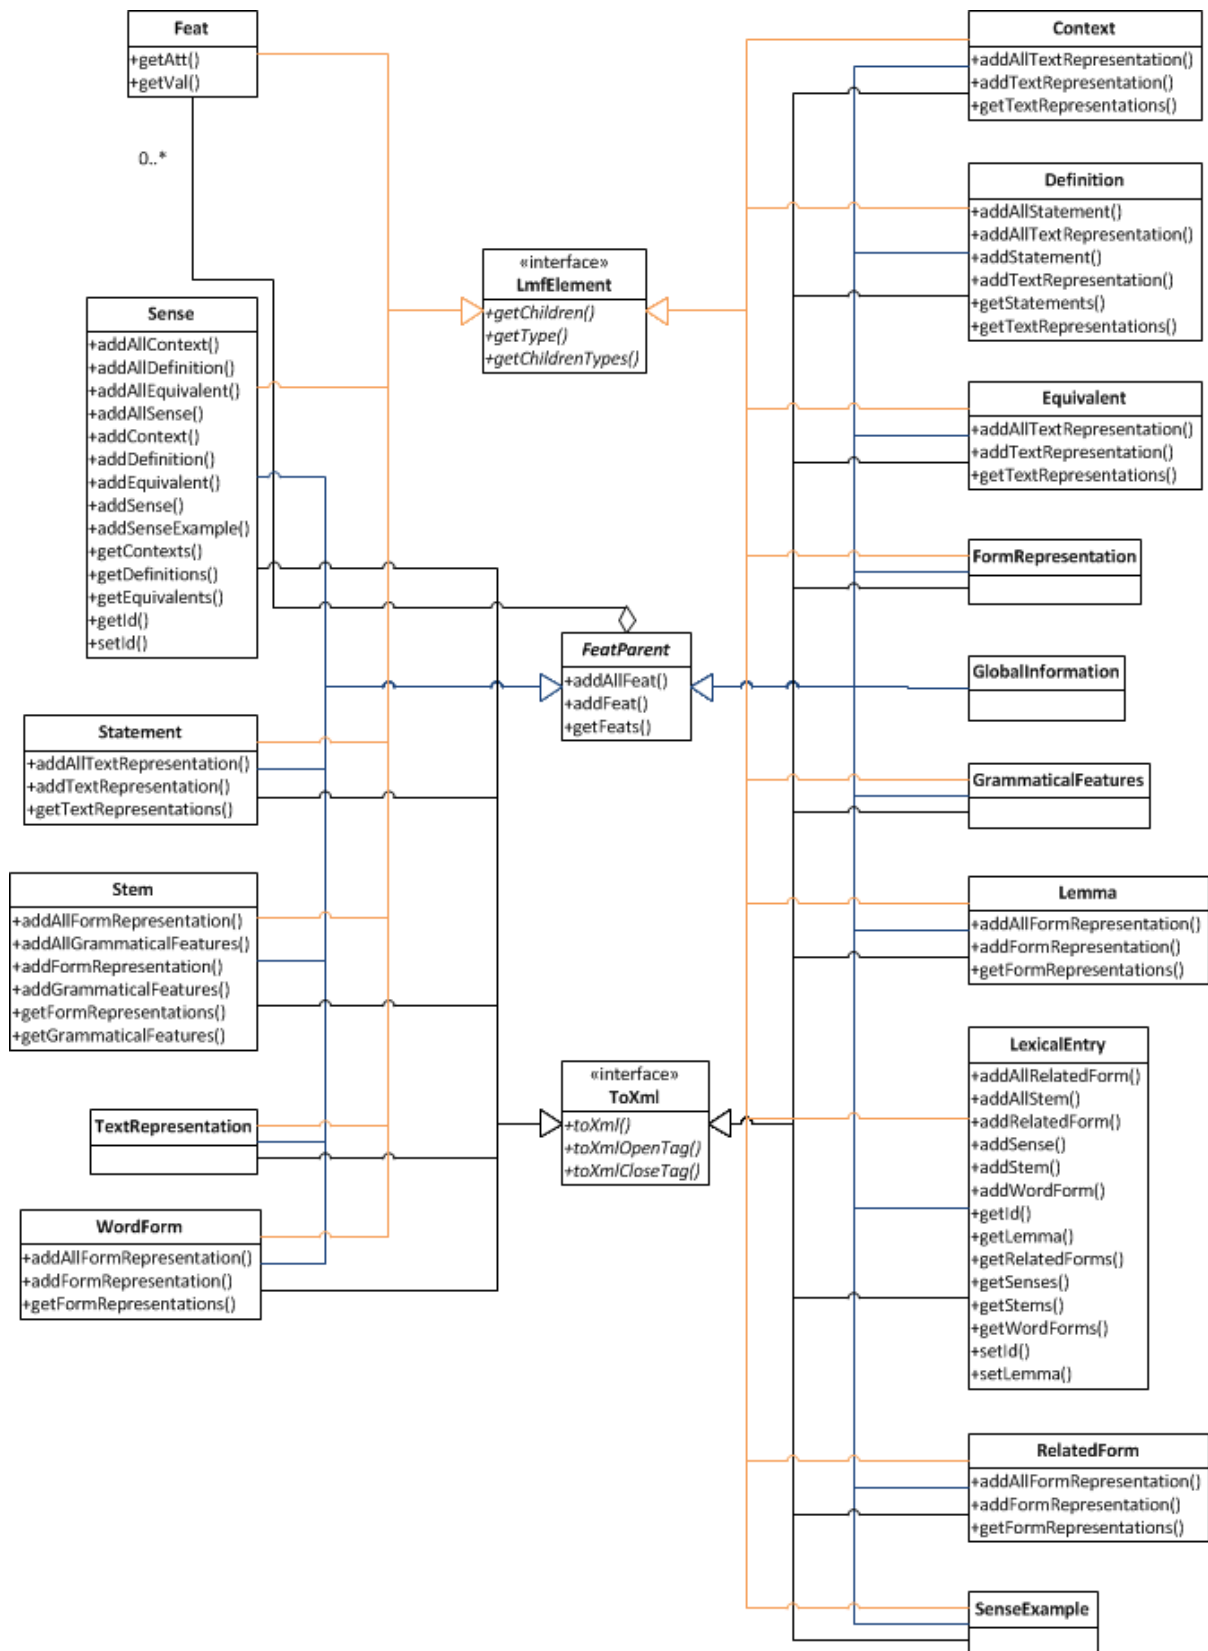 Feat
+getAtt()
+getVal()
0..*
Sense
+addAllContext()
+addAllDefinition()
+addAllEquivalent()
+addAllSense()
+addContext()
+addDefinition()
+addEquivalent()
+addSense()
+addSenseExample()
+getContexts()
+getDefinitions()
+getEquivalents()
+getId()
+setId()
Statement
+addAllTextRepresentation()
+addTextRepresentation()
+getTextRepresentations()
Stem
+addAllFormRepresentation()
+addAllGrammaticalFeatures()
+addFormRepresentation()
+addGrammaticalFeatures()
+getFormRepresentations()
+getGrammaticalFeatures()
TextRepresentation
WordForm
+addAllFormRepresentation()
+addFormRepresentation()
+getFormRepresentations()
«interface»
LmfElement
+getChildren()
+getType()
+getChildrenTypes()
FeatParent
+addAllFeat()
+addFeat()
+getFeats()
«interface»
ToXml
+toXml()
+toXmlOpenTag()
+toXmlCloseTag()
Context
+addAllTextRepresentation()
+addTextRepresentation()
+getTextRepresentations()
Definition
+addAllStatement()
+addAllTextRepresentation()
+addStatement()
+addTextRepresentation()
+getStatements()
+getTextRepresentations()
Equivalent
+addAllTextRepresentation()
+addTextRepresentation()
+getTextRepresentations()
FormRepresentation
GlobalInformation
GrammaticalFeatures
Lemma
+addAllFormRepresentation()
+addFormRepresentation()
+getFormRepresentations()
LexicalEntry
+addAllRelatedForm()
+addAllStem()
+addRelatedForm()
+addSense()
+addStem()
+addWordForm()
+getId()
+getLemma()
+getRelatedForms()
+getSenses()
+getStems()
+getWordForms()
+setId()
+setLemma()
RelatedForm
+addAllFormRepresentation()
+addFormRepresentation()
+getFormRepresentations()
SenseExample